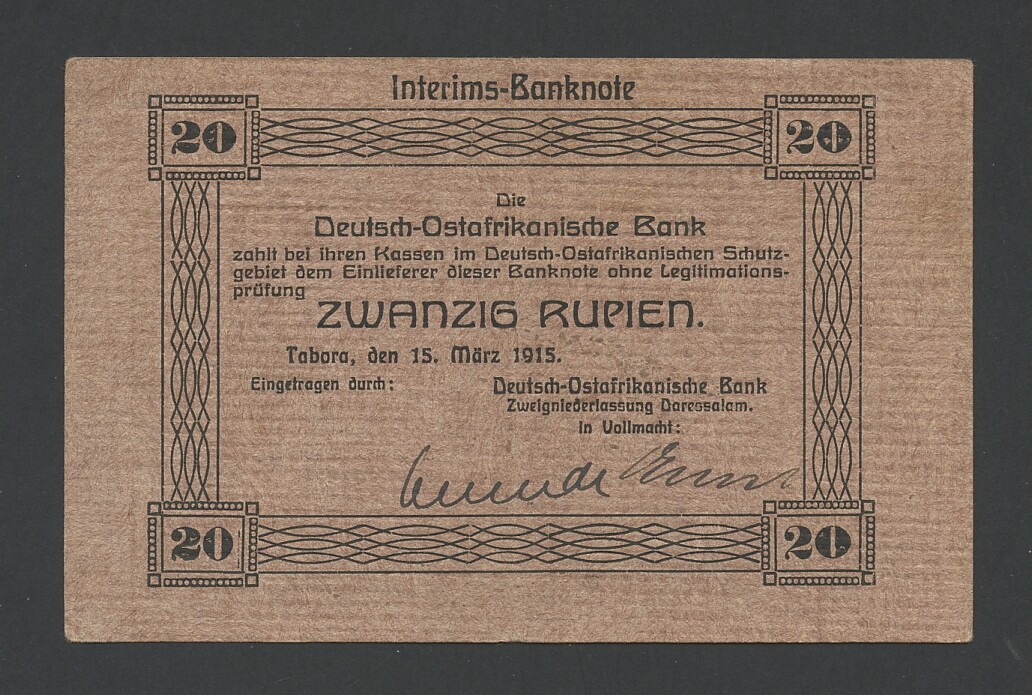 Interims-Banknote
20 20
Die
Deutsch-Ostafrikanische Bank
zahlt bei ihren Kassen im Deutsch-Ostafrikanischen Schutz-
gebiet dem Einlieferer dieser Banknote ohne Legitimations-
prüfung
ZWANZIG RUPIEN.
Tabora, den 15. März 1915.
Eingetragen durch: Deutsch-Ostafrikanische Bank
Zweigniederlassung Daressalam.
In Vollmacht:
20 20